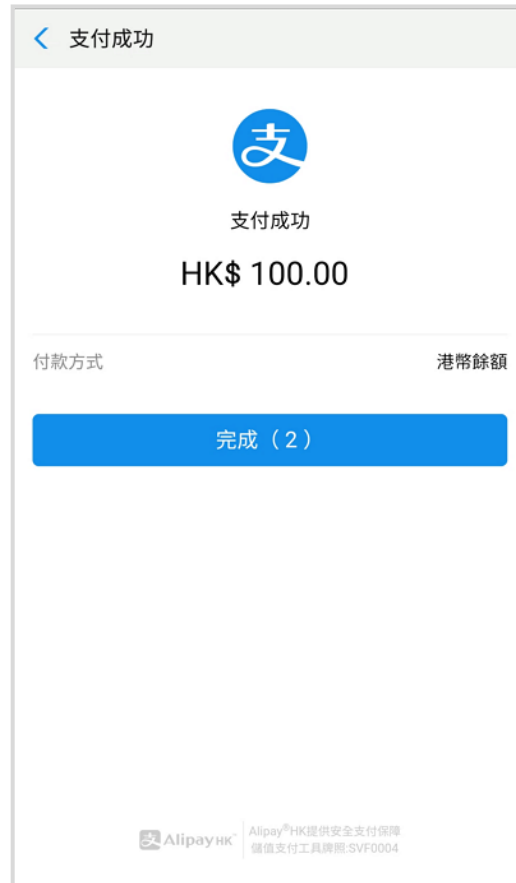 支付成功
支
支付成功
HK$ 100.00
付款方式
港幣餘額
完成（2）
支 AlipayHK™
Alipay®HK提供安全支付保障
儲值支付工具牌照:SVF0004